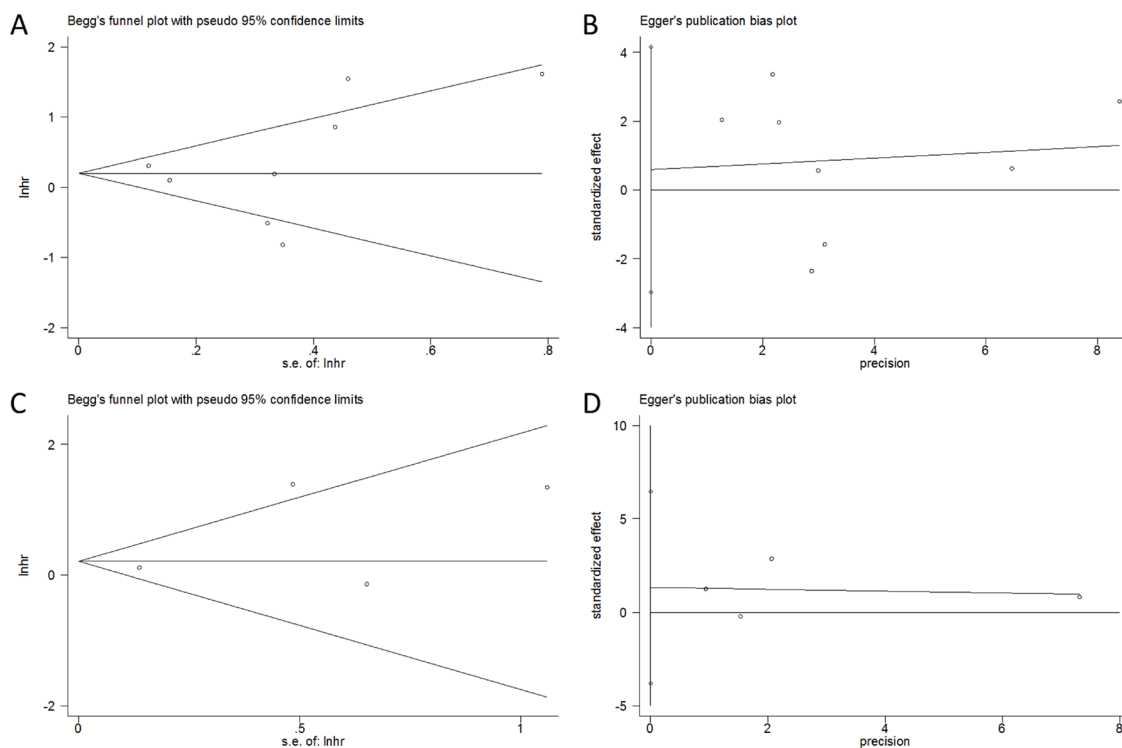 A
Begg's funnel plot with pseudo 95% confidence limits
lnhr
2
1
0
-1
-2
0
.2
.4
.6
.8
s.e. of: lnhr
B
Egger's publication bias plot
standardized effect
4
2
0
-2
-4
0
2
4
6
8
precision
C
Begg's funnel plot with pseudo 95% confidence limits
lnhr
2
0
-2
0
.5
1
s.e. of: lnhr
D
Egger's publication bias plot
standardized effect
10
5
0
-5
0
2
4
6
8
precision